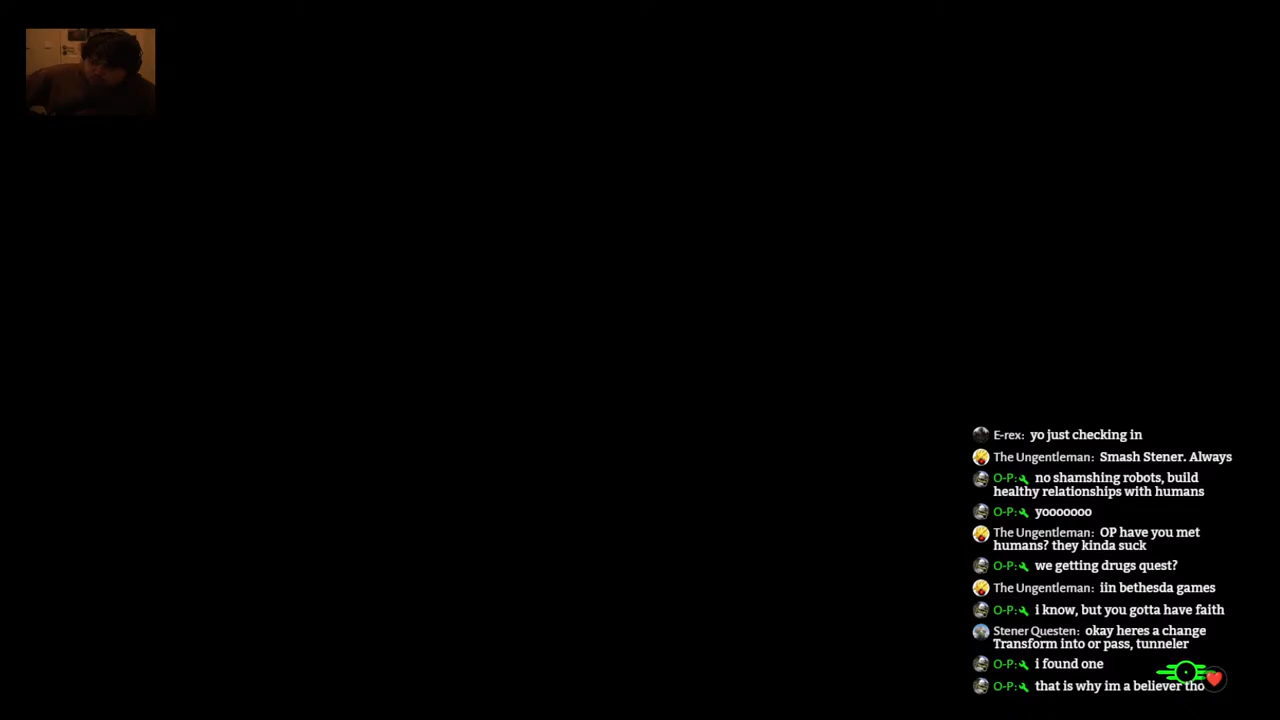 E-rex: yo just checking in
The Ungentleman: Smash Stener. Always
O-P: no shamshing robots, build
healthy relationships with humans
O-P: yooooooo
The Ungentleman: OP have you met
humans? they kinda suck
O-P: we getting drugs quest?
The Ungentleman: iin bethesda games
O-P: i know, but you gotta have faith
Stener Questen: okay heres a change
Transform into or pass, tunneler
O-P: i found one
O-P: that is why im a believer tho